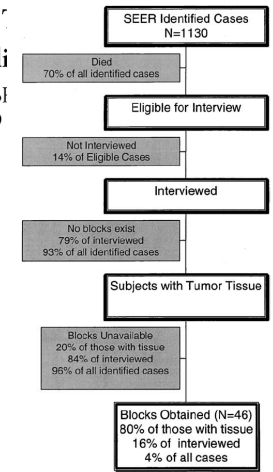 SEER Identified Cases
N=1130
Died
70% of all identified cases
Eligible for Interview
Not Interviewed
14% of Eligible Cases
Interviewed
No blocks exist
79% of interviewed
93% of all identified cases
Subjects with Tumor Tissue
Blocks Unavailable
20% of those with tissue
84% of interviewed
96% of all identified cases
Blocks Obtained (N=46)
80% of those with tissue
16% of interviewed
4% of all cases